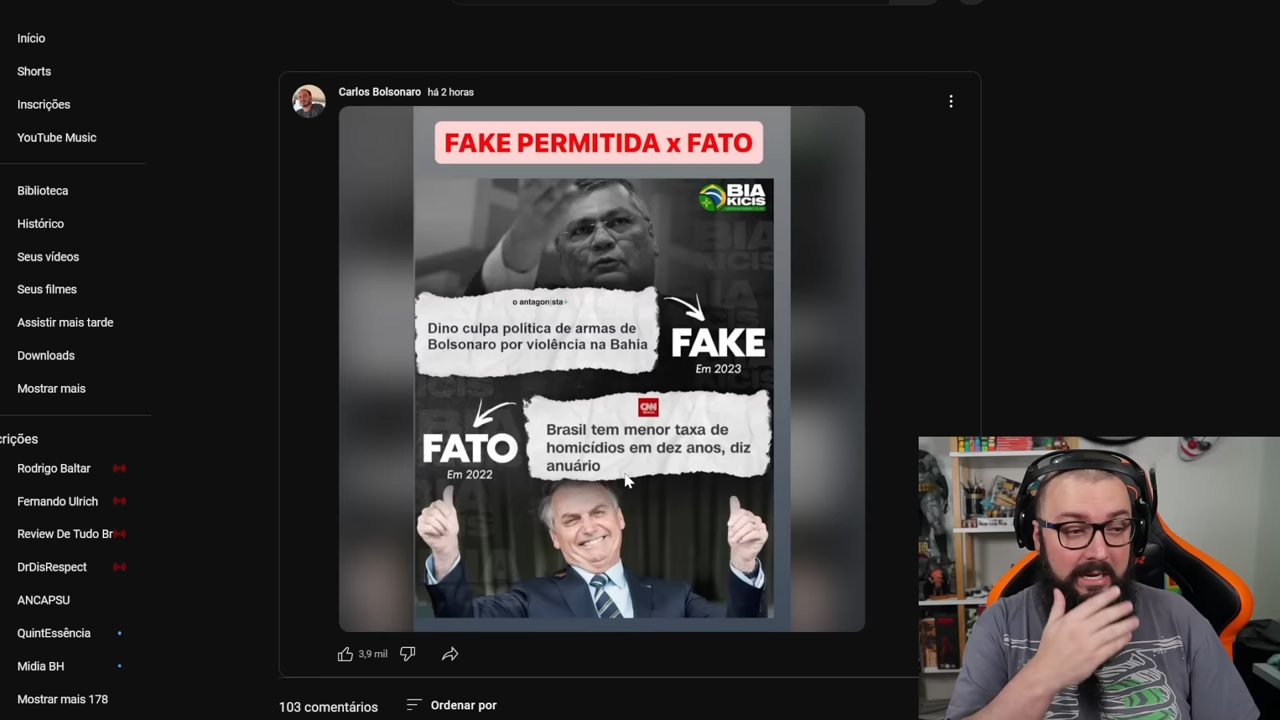 Início
Shorts
Inscrições
YouTube Music
Biblioteca
Histórico
Seus vídeos
Seus filmes
Assistir mais tarde
Downloads
Mostrar mais
crições
Rodrigo Baltar
Fernando Ulrich
Review De Tudo Br
DrDisRespect
ANCAPSU
QuintEssência
Midia BH
Mostrar mais 178
Carlos Bolsonaro há 2 horas
FAKE PERMITIDA x FATO
BIA
KICIS
o antagonista+
Dino culpa política de armas de
Bolsonaro por violência na Bahia
FAKE
Em 2023
CNN
Brasil tem menor taxa de
homicídios em dez anos, diz
anuário
FATO
Em 2022
3,9 mil
103 comentários
Ordenar por